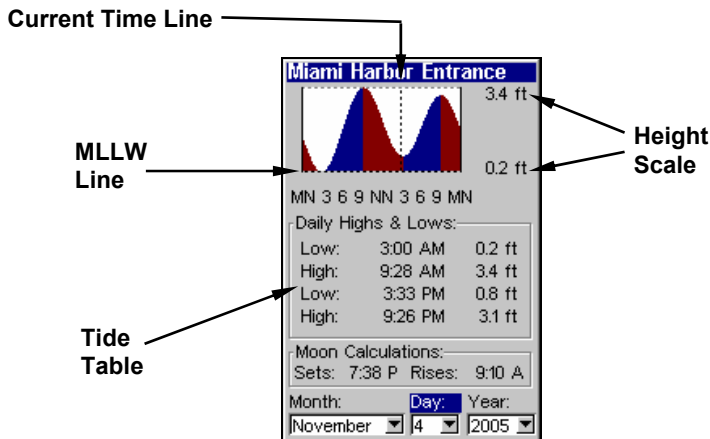 Current Time Line
Miami Harbor Entrance
3.4 ft
Height
Scale
MLLW
Line
0.2 ft
MN 3 6 9 NN 3 6 9 MN
Daily Highs & Lows:
Low: 3:00 AM 0.2 ft
High: 9:28 AM 3.4 ft
Low: 3:33 PM 0.8 ft
High: 9:26 PM 3.1 ft
Tide
Table
Moon Calculations:
Sets: 7:38 P Rises: 9:10 A
Month: Day: Year:
November 4 2005